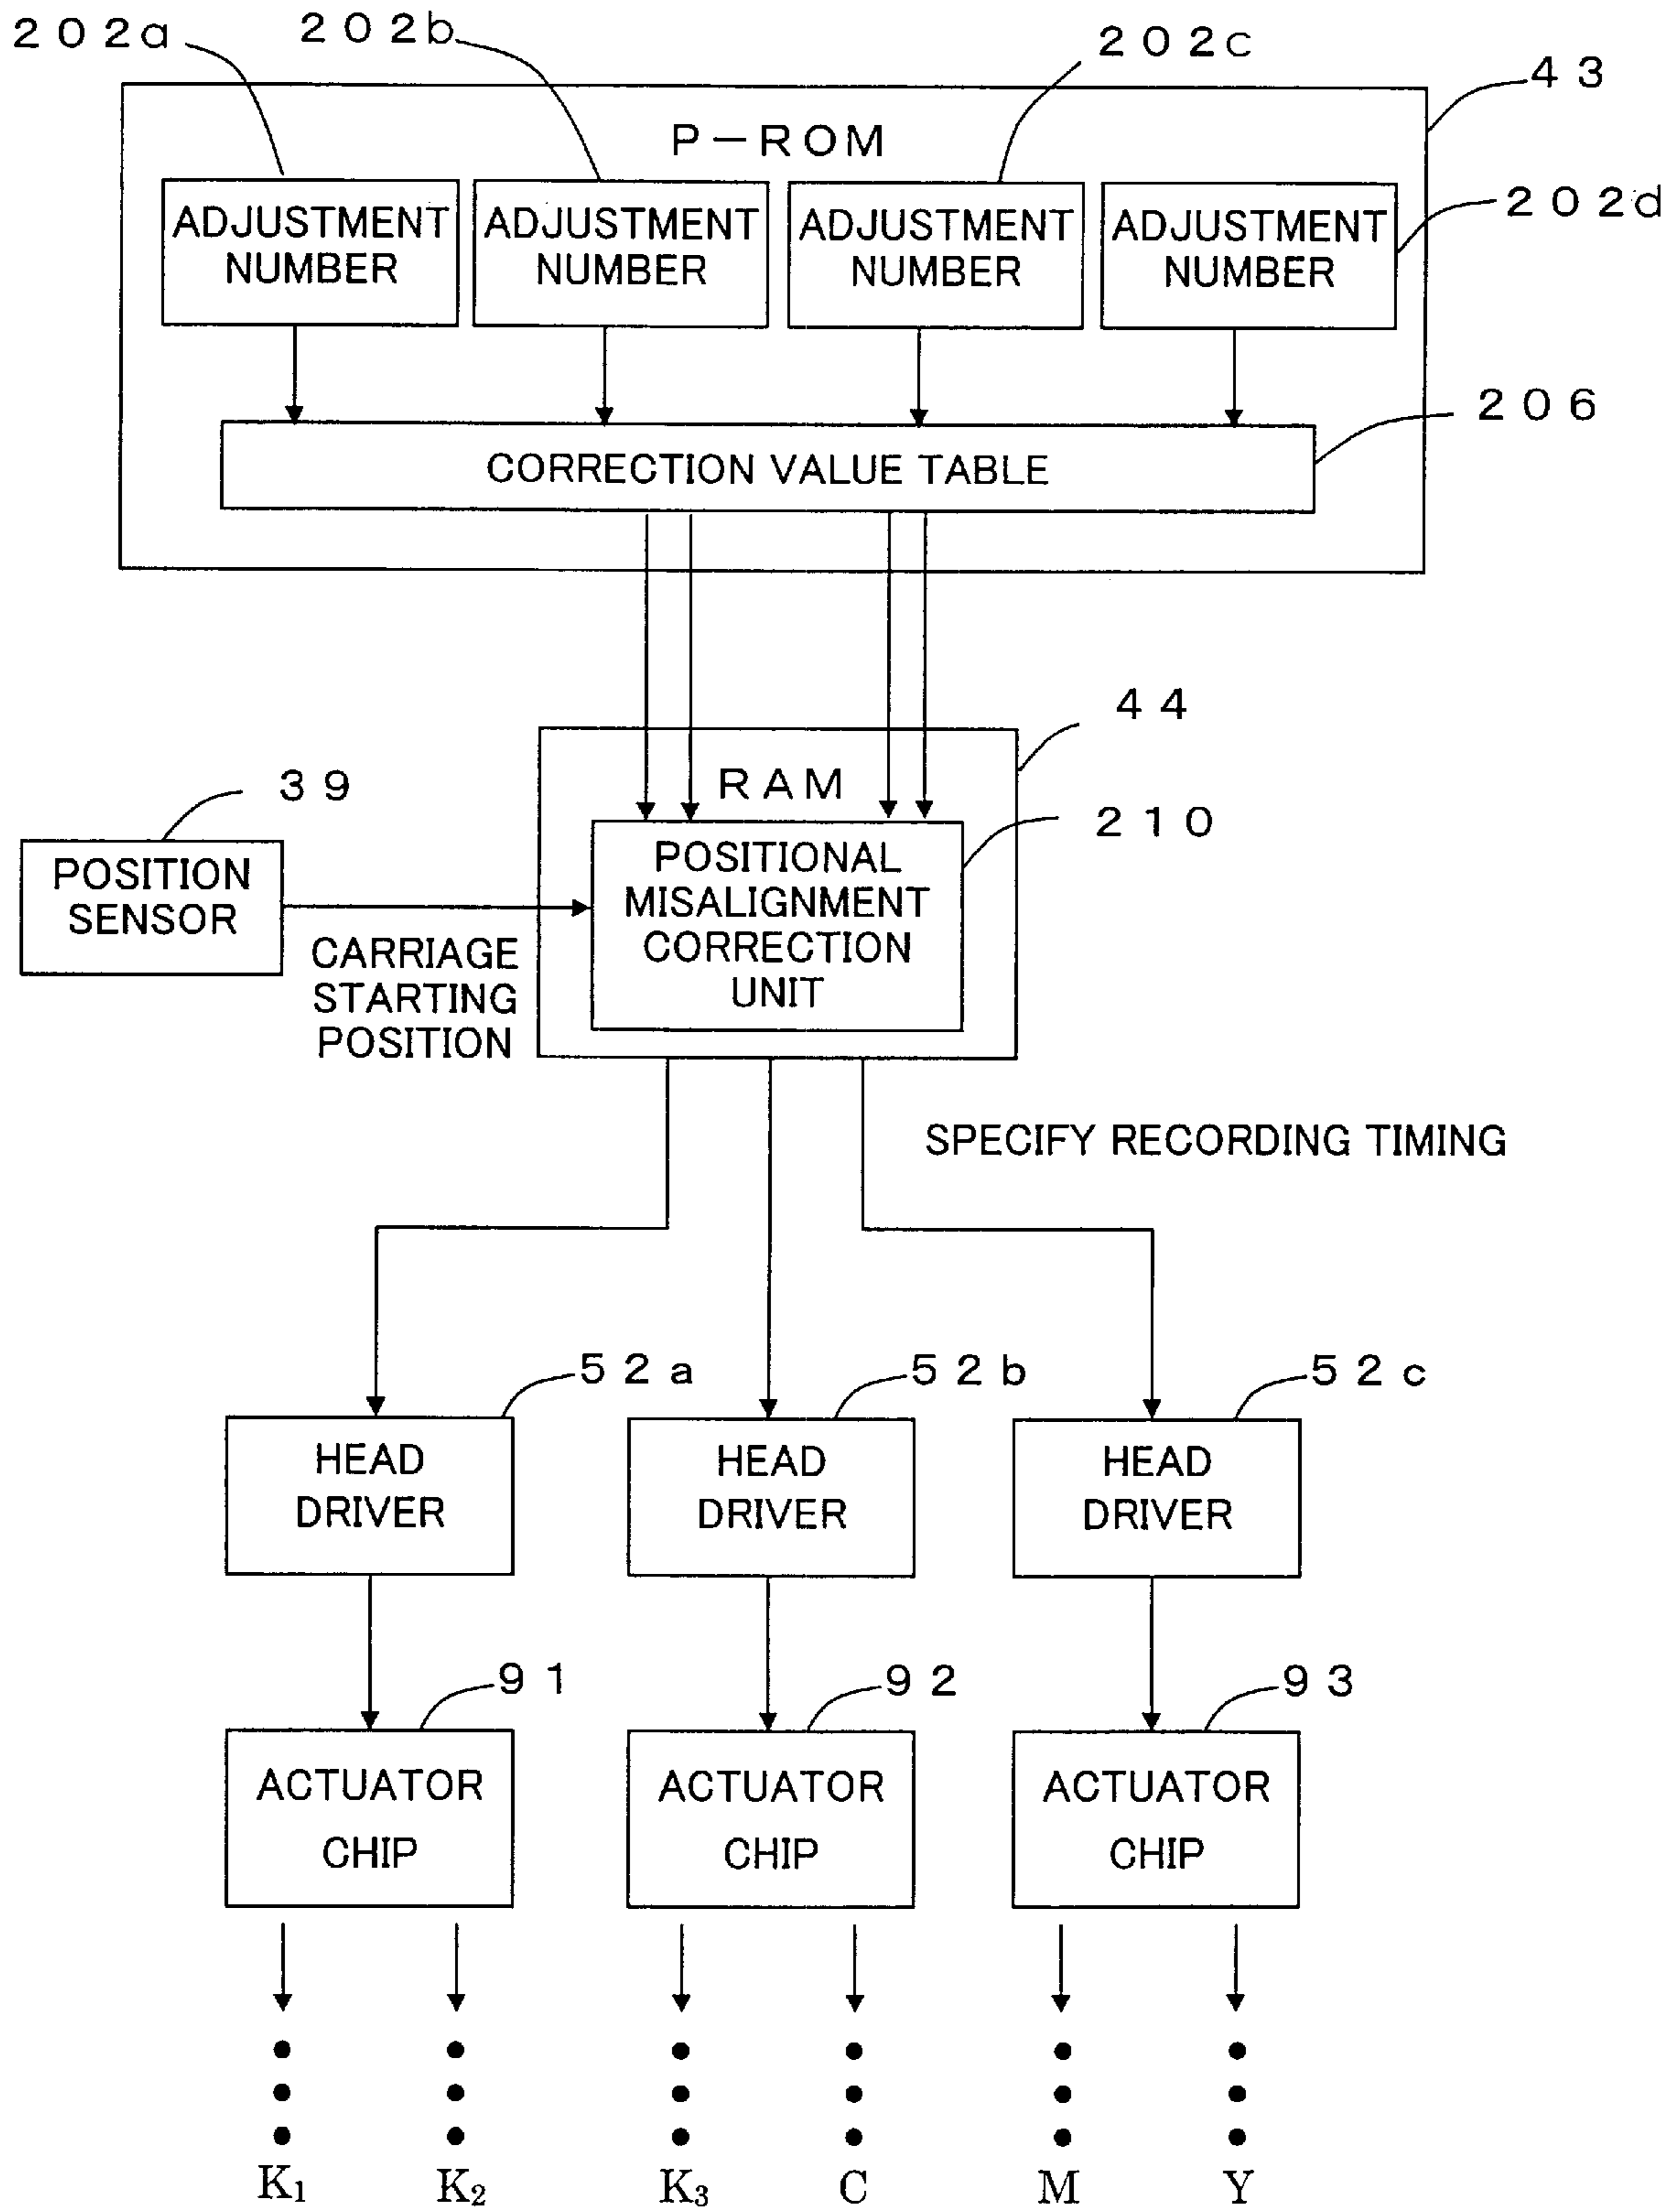 202a
202b
202c
43
P-ROM
ADJUSTMENT
NUMBER
ADJUSTMENT
NUMBER
ADJUSTMENT
NUMBER
ADJUSTMENT
NUMBER
202d
206
CORRECTION VALUE TABLE
44
RAM
39
210
POSITION
SENSOR
POSITIONAL
MISALIGNMENT
CORRECTION
UNIT
CARRIAGE
STARTING
POSITION
SPECIFY RECORDING TIMING
52a
52b
52c
HEAD
DRIVER
HEAD
DRIVER
HEAD
DRIVER
91
92
93
ACTUATOR
CHIP
ACTUATOR
CHIP
ACTUATOR
CHIP
K1
K2
K3
C
M
Y